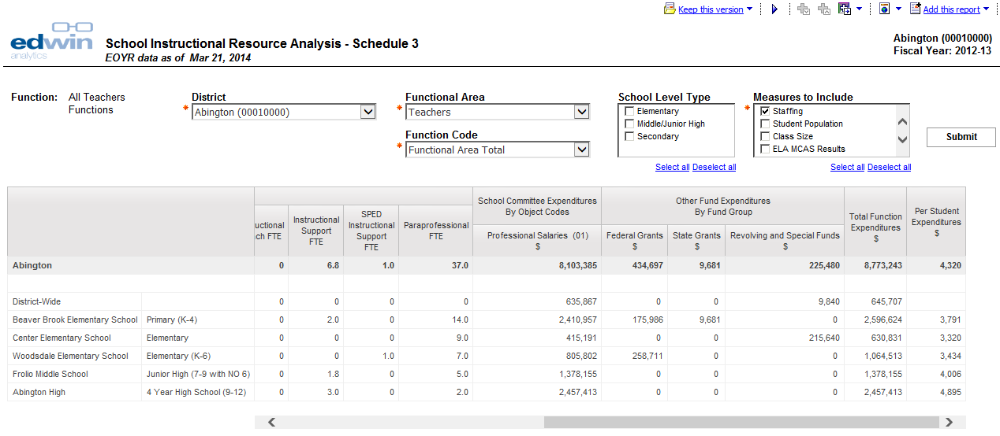 Keep this version
Add this report
edwin
analytics
School Instructional Resource Analysis - Schedule 3
EOYR data as of Mar 21, 2014
Abington (00010000)
Fiscal Year: 2012-13
Function: All Teachers Functions
District
Abington (00010000)
Functional Area
Teachers
Function Code
Functional Area Total
School Level Type
Elementary
Middle/Junior High
Secondary
Select all Deselect all
Measures to Include
Staffing
Student Population
Class Size
ELA MCAS Results
Select all Deselect all
Submit
School Committee Expenditures By Object Codes
Other Fund Expenditures By Fund Group
uctional ch FTE
Instructional Support FTE
SPED Instructional Support FTE
Paraprofessional FTE
Professional Salaries (01) $
Federal Grants $
State Grants $
Revolving and Special Funds $
Total Function Expenditures $
Per Student Expenditures $
Abington 0 6.8 1.0 37.0 8,103,385 434,697 9,681 225,480 8,773,243 4,320
District-Wide 0 0 0 0 635,867 0 0 9,840 645,707
Beaver Brook Elementary School Primary (K-4) 0 2.0 0 14.0 2,410,957 175,986 9,681 0 2,596,624 3,791
Center Elementary School Elementary 0 0 0 9.0 415,191 0 0 215,640 630,831 3,320
Woodsdale Elementary School Elementary (K-6) 0 0 1.0 7.0 805,802 258,711 0 0 1,064,513 3,434
Frolio Middle School Junior High (7-9 with NO 6) 0 1.8 0 5.0 1,378,155 0 0 0 1,378,155 4,006
Abington High 4 Year High School (9-12) 0 3.0 0 2.0 2,457,413 0 0 0 2,457,413 4,895